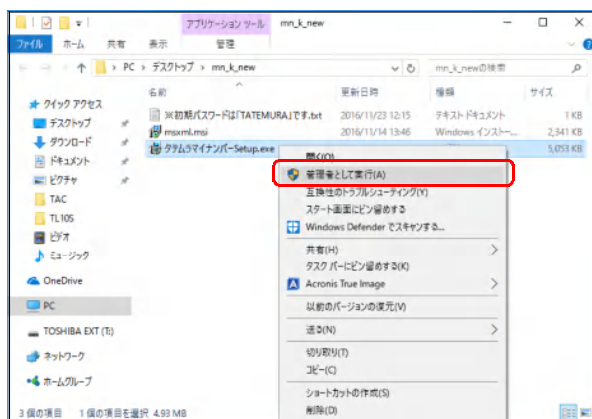 アプリケーション ツール mn_k_new
ファイル ホーム 共有 表示 管理
PC > デスクトップ > mn_k_new mn_k_newの検索
名前 更新日時 種類 サイズ
クイック アクセス
デスクトップ
ダウンロード
ドキュメント
ピクチャ
TAC
TL10S
ビデオ
ミュージック
OneDrive
PC
TOSHIBA EXT (T:)
ネットワーク
ホームグループ
※初期パスワードは「TATEMURA」です.txt 2016/11/23 12:15 テキスト ドキュメント 1 KB
msxml.msi 2016/11/14 13:46 Windows インストー... 2,341 KB
タテムラマイナンバーSetup.exe 5,053 KB
開く(O)
管理者として実行(A)
互換性のトラブルシューティング(Y)
スタート画面にピン留めする
Windows Defender でスキャンする...
共有(H)
タスク バーにピン留めする(K)
Acronis True Image
以前のバージョンの復元(V)
送る(N)
切り取り(T)
コピー(C)
ショートカットの作成(S)
削除(D)
3 個の項目 1 個の項目を選択 4.93 MB